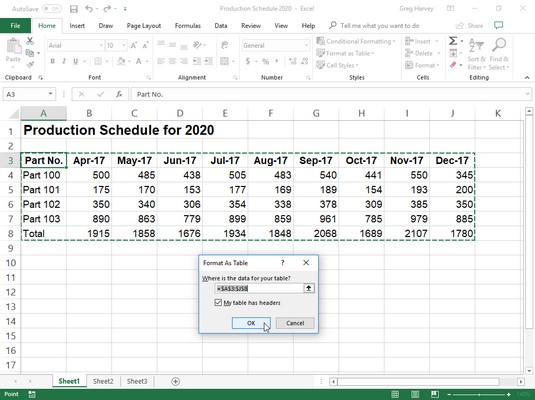 AutoSave Off Production Schedule 2020 - Excel Greg Harvey
File Home Insert Draw Page Layout Formulas Data Review View Help Tell me what you want to do Share
Paste Arial 10 General Conditional Formatting Insert
B I U $ % Format as Table Delete Sort & Find &
Cell Styles Format Filter Select
Clipboard Font Alignment Number Styles Cells Editing
A3 Part No.
A B C D E F G H I J K
1 Production Schedule for 2020
2
3 Part No. Apr-17 May-17 Jun-17 Jul-17 Aug-17 Sep-17 Oct-17 Nov-17 Dec-17
4 Part 100 500 485 438 505 483 540 441 550 345
5 Part 101 175 170 153 177 169 189 154 193 200
6 Part 102 350 340 306 354 338 378 309 385 350
7 Part 103 890 863 779 899 859 961 785 979 885
8 Total 1915 1858 1676 1934 1848 2068 1689 2107 1780
9
10
11
12
13
14
15
16
17
Format As Table ? ×
Where is the data for your table?
=$A$3:$J$8
My table has headers
OK Cancel
Sheet1 Sheet2 Sheet3
Point